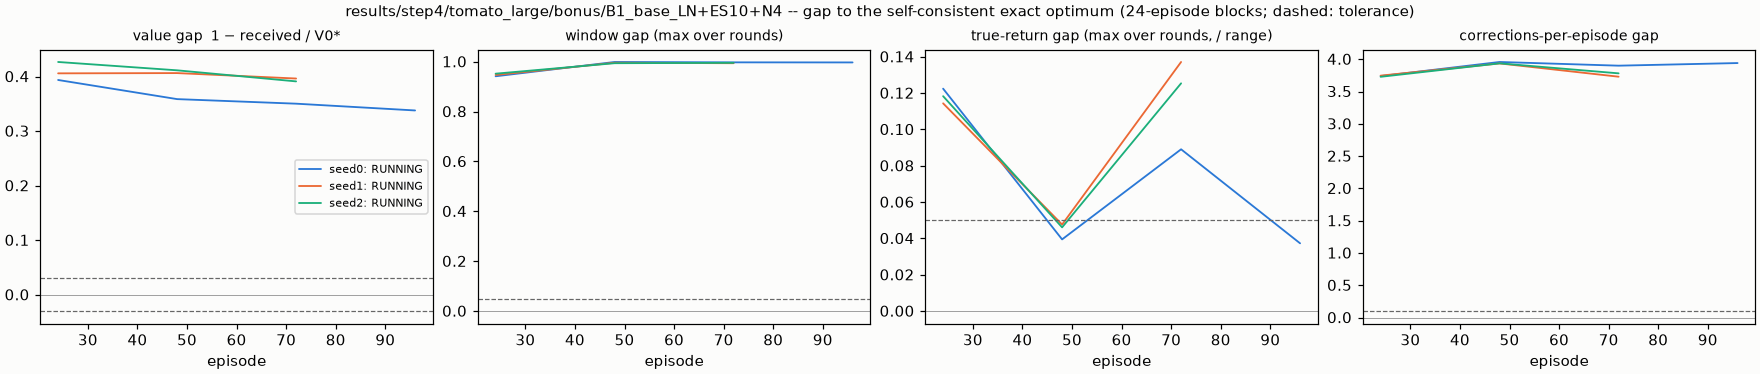 results/step4/tomato_large/bonus/B1_base_LN+ES10+N4 -- gap to the self-consistent exact optimum (24-episode blocks; dashed: tolerance)
value gap  1 − received / V0*
0.4
0.3
0.2
0.1
0.0
seed0: RUNNING
seed1: RUNNING
seed2: RUNNING
30 40 50 60 70 80 90
episode
window gap (max over rounds)
1.0
0.8
0.6
0.4
0.2
0.0
30 40 50 60 70 80 90
episode
true-return gap (max over rounds, / range)
0.14
0.12
0.10
0.08
0.06
0.04
0.02
0.00
30 40 50 60 70 80 90
episode
corrections-per-episode gap
4.0
3.5
3.0
2.5
2.0
1.5
1.0
0.5
0.0
30 40 50 60 70 80 90
episode